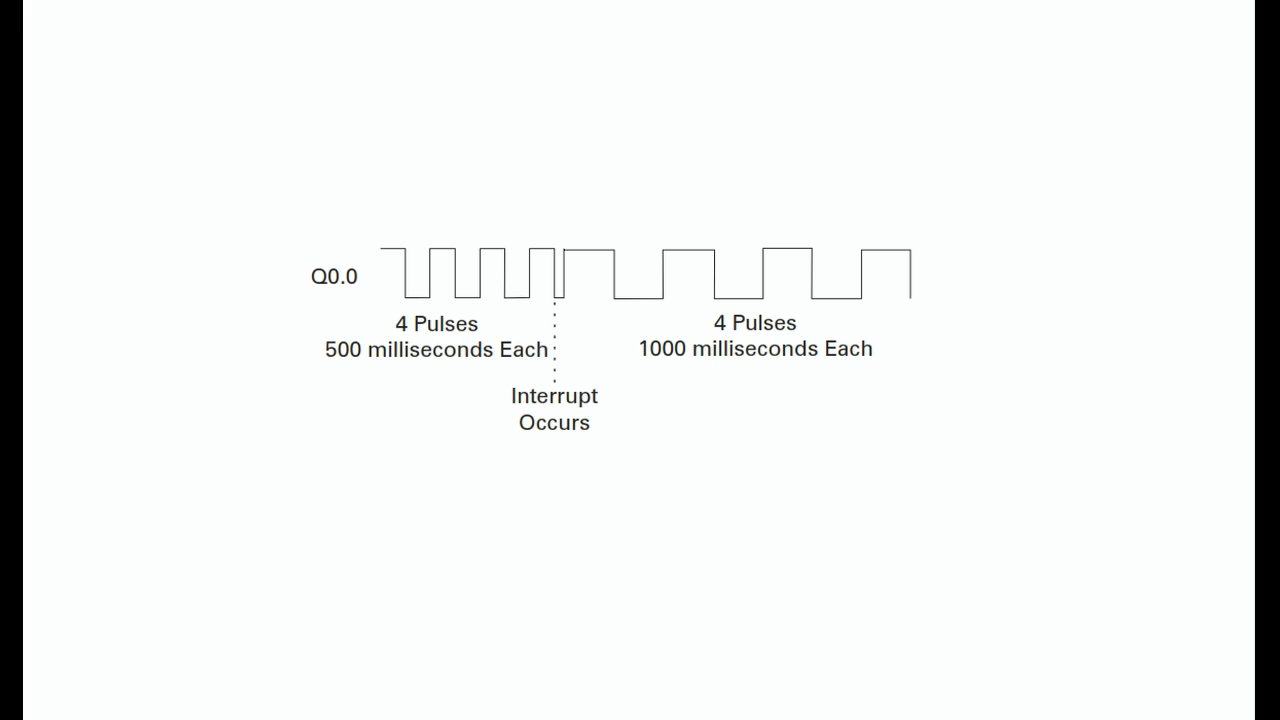 Q0.0
4 Pulses
500 milliseconds Each
4 Pulses
1000 milliseconds Each
Interrupt
Occurs